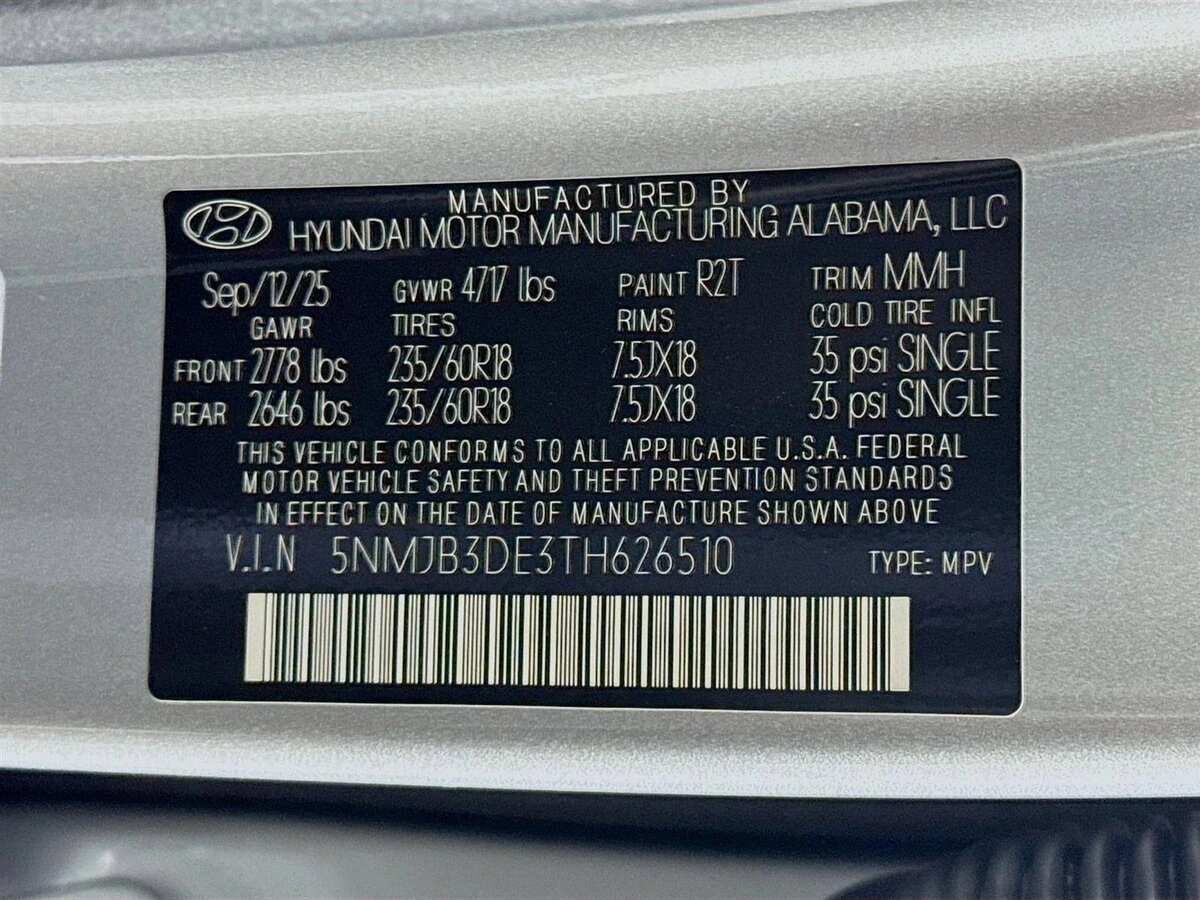 MANUFACTURED BY
HYUNDAI MOTOR MANUFACTURING ALABAMA, LLC
Sep/12/25 GVWR 4717 lbs PAINT R2T TRIM MMH
GAWR TIRES RIMS COLD TIRE INFL
FRONT 2778 lbs 235/60R18 7.5JX18 35 psi SINGLE
REAR 2646 lbs 235/60R18 7.5JX18 35 psi SINGLE
THIS VEHICLE CONFORMS TO ALL APPLICABLE U.S.A. FEDERAL
MOTOR VEHICLE SAFETY AND THEFT PREVENTION STANDARDS
IN EFFECT ON THE DATE OF MANUFACTURE SHOWN ABOVE
V.I.N 5NMJB3DE3TH626510 TYPE: MPV